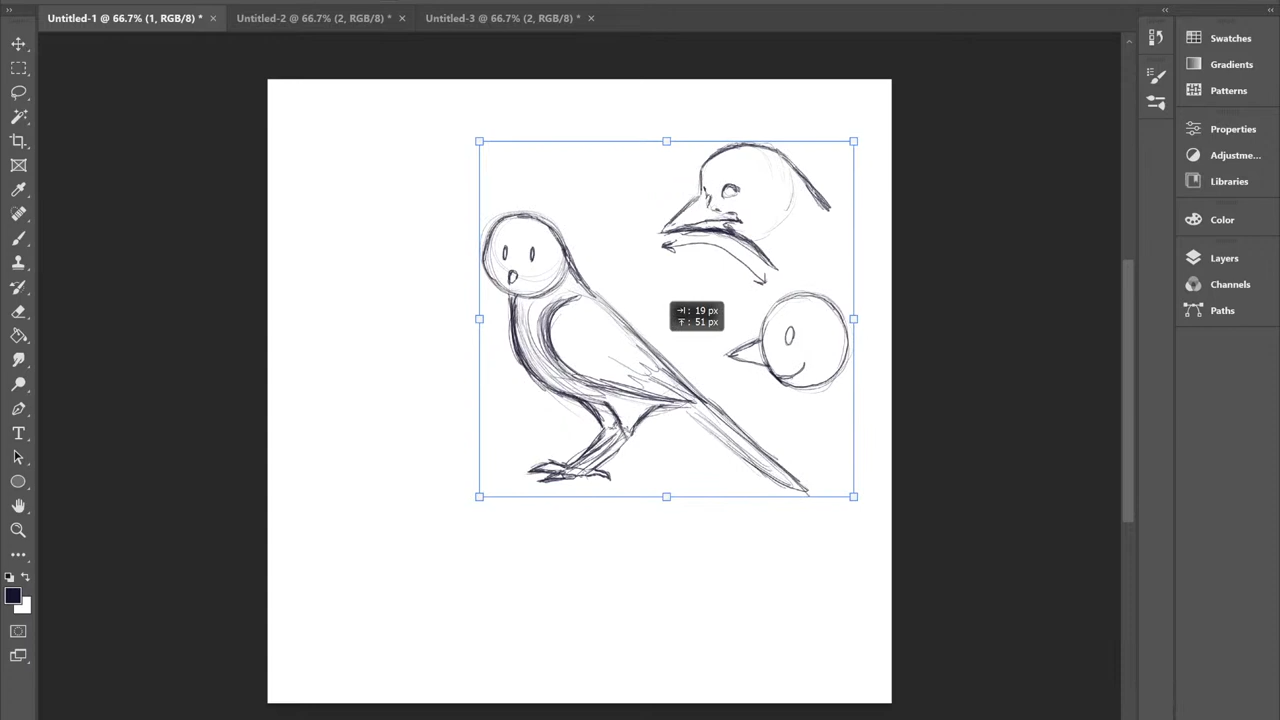 Untitled-1 @ 66.7% (1, RGB/8) *
Untitled-2 @ 66.7% (2, RGB/8) *
Untitled-3 @ 66.7% (2, RGB/8) *
Swatches
Gradients
Patterns
Properties
Adjustme...
Libraries
Color
Layers
Channels
Paths
: 19 px
: 51 px